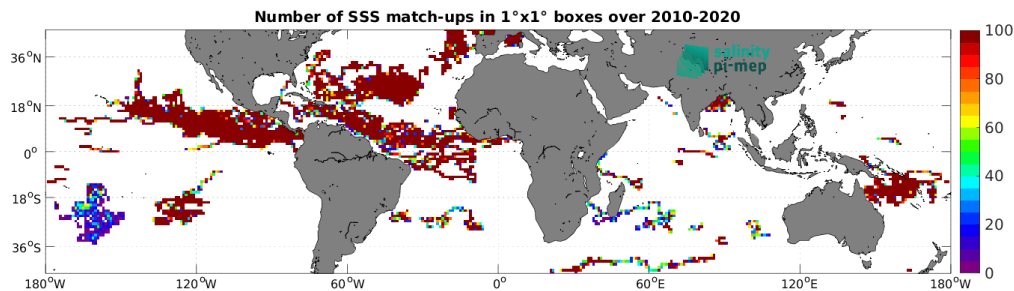 Number of SSS match-ups in 1°x1° boxes over 2010-2020
salinity
pi-mep
36°N
18°N
0°
18°S
36°S
180°W
120°W
60°W
0°
60°E
120°E
180°W
100
80
60
40
20
0